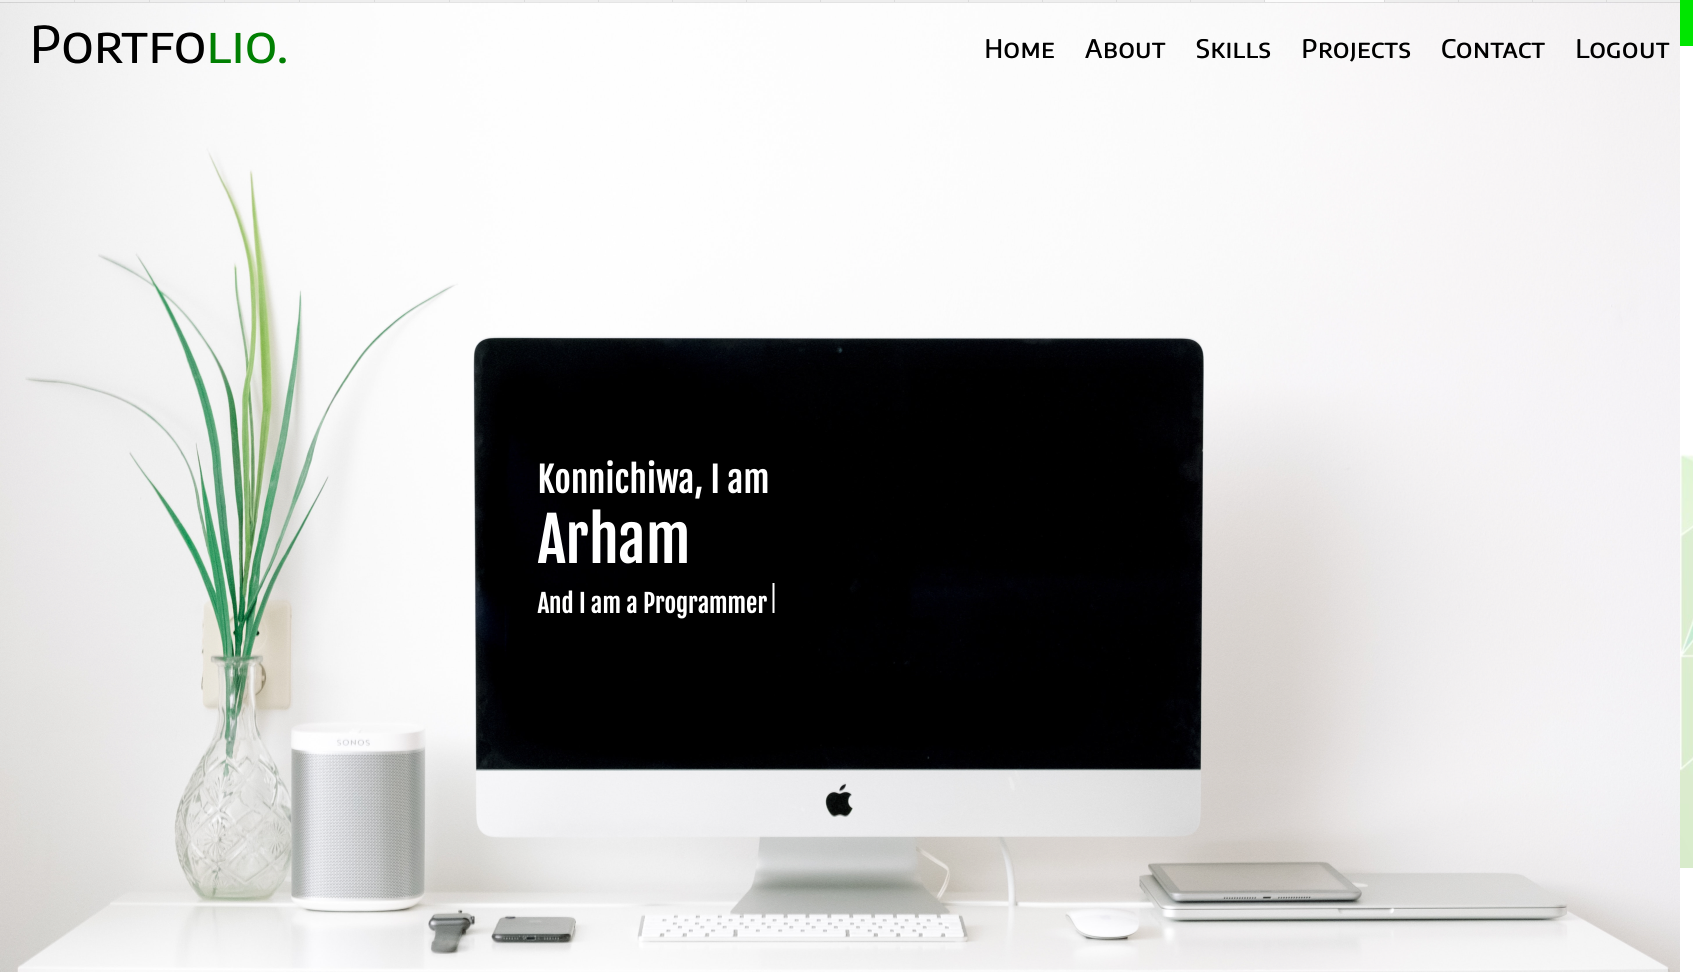 PORTFOLIO.
HOME ABOUT SKILLS PROJECTS CONTACT LOGOUT
Konnichiwa, I am
Arham
And I am a Programmer
SONOS